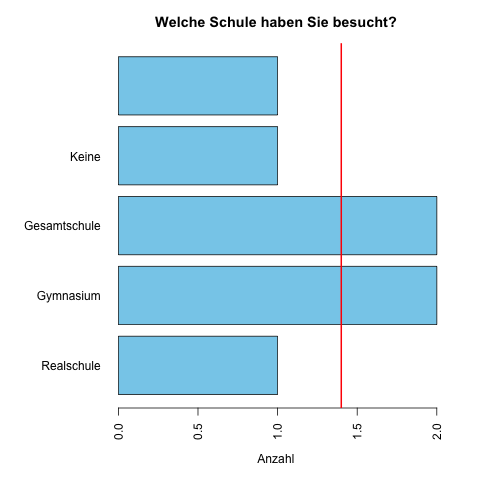 Welche Schule haben Sie besucht?
Keine
Gesamtschule
Gymnasium
Realschule
0.0
0.5
1.0
1.5
2.0
Anzahl